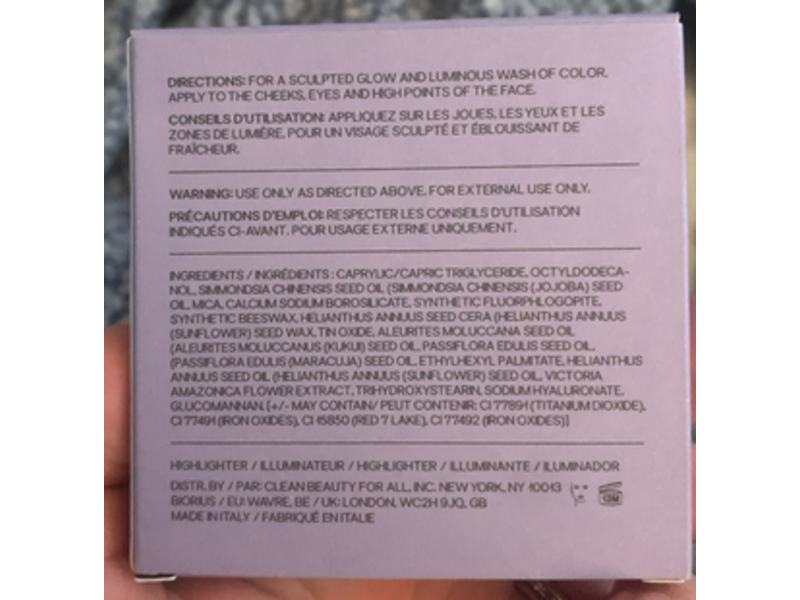 DIRECTIONS: FOR A SCULPTED GLOW AND LUMINOUS WASH OF COLOR,
APPLY TO THE CHEEKS, EYES AND HIGH POINTS OF THE FACE.
CONSEILS D'UTILISATION: APPLIQUEZ SUR LES JOUES, LES YEUX ET LES
ZONES DE LUMIÈRE, POUR UN VISAGE SCULPTÉ ET ÉBLOUISSANT DE
FRAÎCHEUR.
WARNING: USE ONLY AS DIRECTED ABOVE. FOR EXTERNAL USE ONLY.
PRÉCAUTIONS D'EMPLOI: RESPECTER LES CONSEILS D'UTILISATION
INDIQUÉS CI-AVANT. POUR USAGE EXTERNE UNIQUEMENT.
INGREDIENTS / INGRÉDIENTS : CAPRYLIC/CAPRIC TRIGLYCERIDE, OCTYLDODECA-
NOL, SIMMONDSIA CHINENSIS SEED OIL (SIMMONDSIA CHINENSIS (JOJOBA) SEED
OIL, MICA, CALCIUM SODIUM BOROSILICATE, SYNTHETIC FLUORPHLOGOPITE,
SYNTHETIC BEESWAX, HELIANTHUS ANNUUS SEED CERA (HELIANTHUS ANNUUS
(SUNFLOWER) SEED WAX, TIN OXIDE, ALEURITES MOLUCCANA SEED OIL
(ALEURITES MOLUCCANUS (KUKUI) SEED OIL, PASSIFLORA EDULIS SEED OIL,
(PASSIFLORA EDULIS (MARACUJA) SEED OIL, ETHYLHEXYL PALMITATE, HELIANTHUS
ANNUUS SEED OIL (HELIANTHUS ANNUUS (SUNFLOWER) SEED OIL, VICTORIA
AMAZONICA FLOWER EXTRACT, TRIHYDROXYSTEARIN, SODIUM HYALURONATE,
GLUCOMANNAN. [+/- MAY CONTAIN/ PEUT CONTENIR: CI 77891 (TITANIUM DIOXIDE),
CI 77491 (IRON OXIDES), CI 15850 (RED 7 LAKE), CI 77492 (IRON OXIDES)]
HIGHLIGHTER / ILLUMINATEUR / HIGHLIGHTER / ILLUMINANTE / ILUMINADOR
DISTR. BY / PAR: CLEAN BEAUTY FOR ALL, INC. NEW YORK, NY 10013
BIORIUS / EU: WAVRE, BE / UK: LONDON, WC2H 9JQ, GB
MADE IN ITALY / FABRIQUÉ EN ITALIE
12M